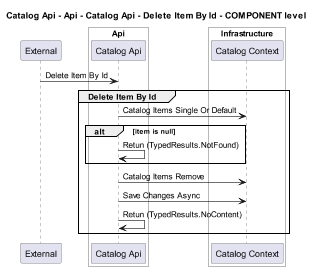 Catalog Api - Api - Catalog Api - Delete Item By Id - COMPONENT level
Api
Infrastructure
External
Catalog Api
Catalog Context
Delete Item By Id
Delete Item By Id
Catalog Items Single Or Default
alt [item is null]
Retun (TypedResults.NotFound)
Catalog Items Remove
Save Changes Async
Retun (TypedResults.NoContent)
External
Catalog Api
Catalog Context